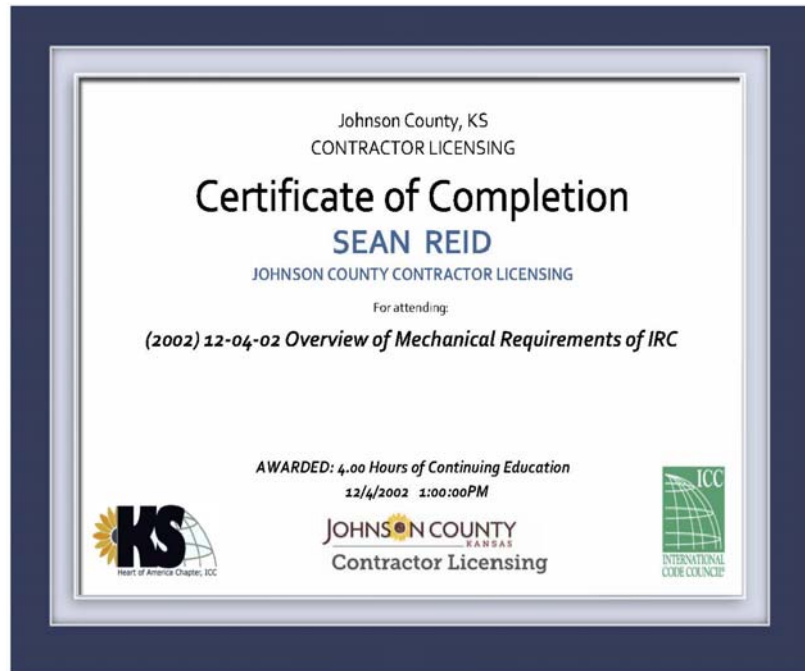 Johnson County, KS
CONTRACTOR LICENSING
Certificate of Completion
SEAN REID
JOHNSON COUNTY CONTRACTOR LICENSING
For attending:
(2002) 12-04-02 Overview of Mechanical Requirements of IRC
AWARDED: 4.00 Hours of Continuing Education
12/4/2002 1:00:00PM
KS
Heart of America Chapter, ICC
JOHNSON COUNTY
KANSAS
Contractor Licensing
ICC
INTERNATIONAL
CODE COUNCIL®